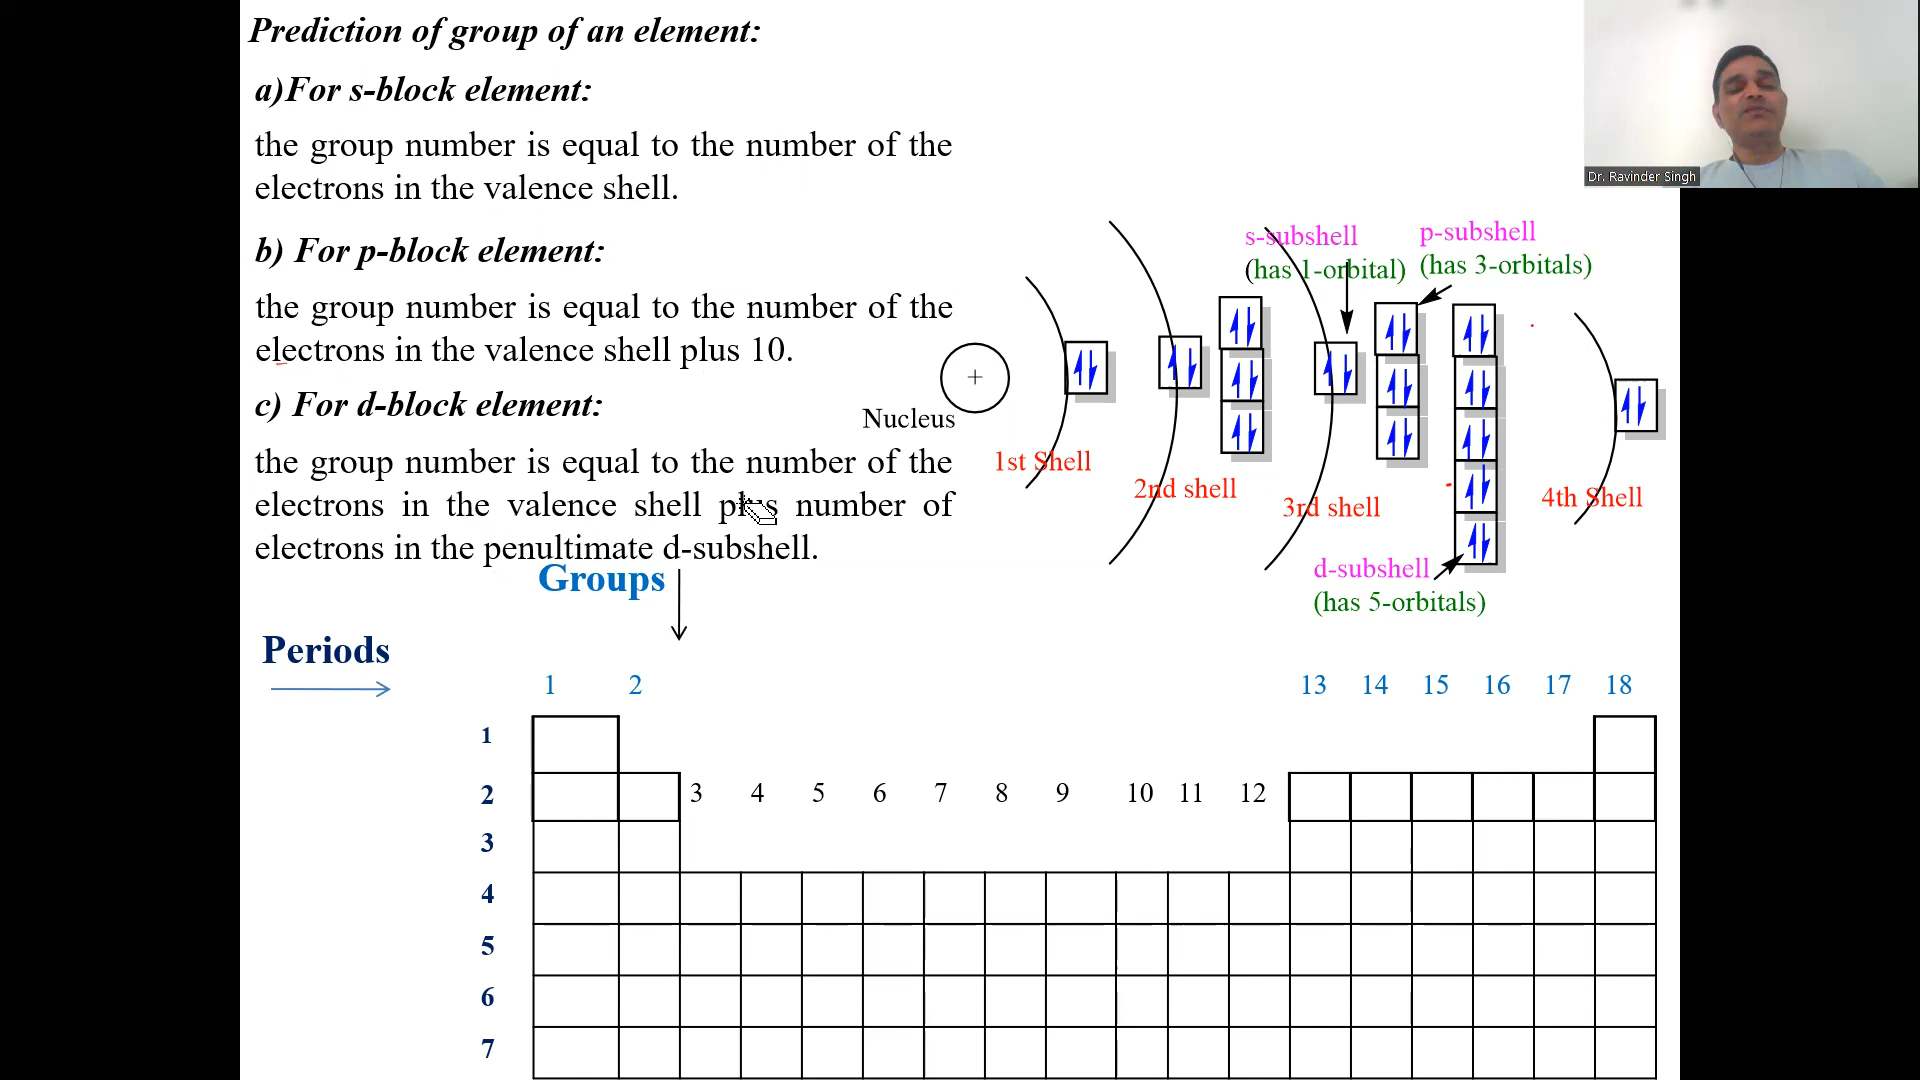 Prediction of group of an element:
a)For s-block element:
the group number is equal to the number of the
electrons in the valence shell.
b) For p-block element:
the group number is equal to the number of the
electrons in the valence shell plus 10.
c) For d-block element:
the group number is equal to the number of the
electrons in the valence shell plus number of
electrons in the penultimate d-subshell.
Dr. Ravinder Singh
s-subshell
(has 1-orbital)
p-subshell
(has 3-orbitals)
+
Nucleus
1st Shell
2nd shell
3rd shell
4th Shell
d-subshell
(has 5-orbitals)
Groups
Periods
1 2 13 14 15 16 17 18
1
2 3 4 5 6 7 8 9 10 11 12
3
4
5
6
7